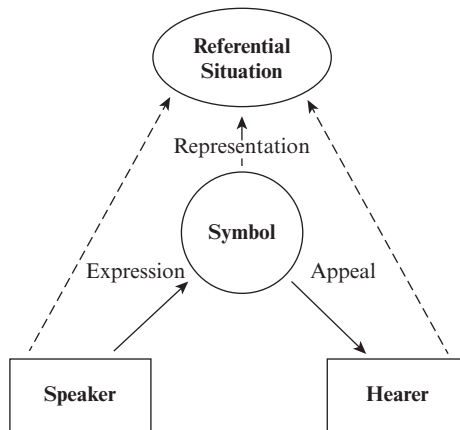 Referential
Situation
Representation
Symbol
Expression
Appeal
Speaker
Hearer